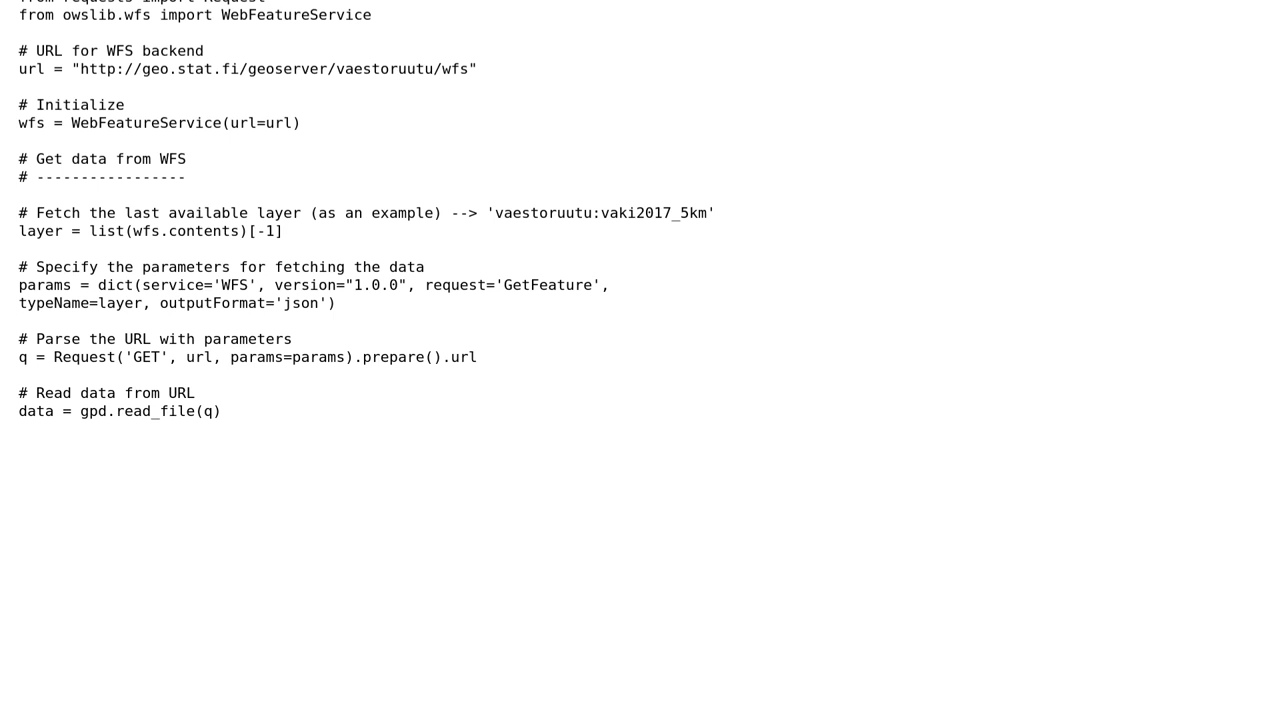 from requests import Request
from owslib.wfs import WebFeatureService
# URL for WFS backend
url = "http://geo.stat.fi/geoserver/vaestoruutu/wfs"
# Initialize
wfs = WebFeatureService(url=url)
# Get data from WFS
# -----------------
# Fetch the last available layer (as an example) --> 'vaestoruutu:vaki2017_5km'
layer = list(wfs.contents)[-1]
# Specify the parameters for fetching the data
params = dict(service='WFS', version="1.0.0", request='GetFeature',
typeName=layer, outputFormat='json')
# Parse the URL with parameters
q = Request('GET', url, params=params).prepare().url
# Read data from URL
data = gpd.read_file(q)